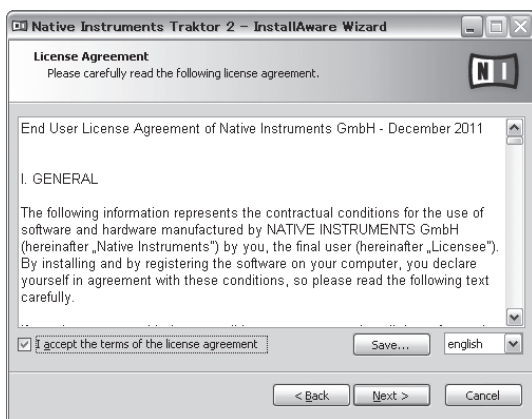 Native Instruments Traktor 2 - InstallAware Wizard
License Agreement
Please carefully read the following license agreement.
N I
End User License Agreement of Native Instruments GmbH - December 2011
I. GENERAL
The following information represents the contractual conditions for the use of
software and hardware manufactured by NATIVE INSTRUMENTS GmbH
(hereinafter „Native Instruments") by you, the final user (hereinafter „Licensee").
By installing and by registering the software on your computer, you declare
yourself in agreement with these conditions, so please read the following text
carefully.
I accept the terms of the license agreement
Save...
english
< Back
Next >
Cancel